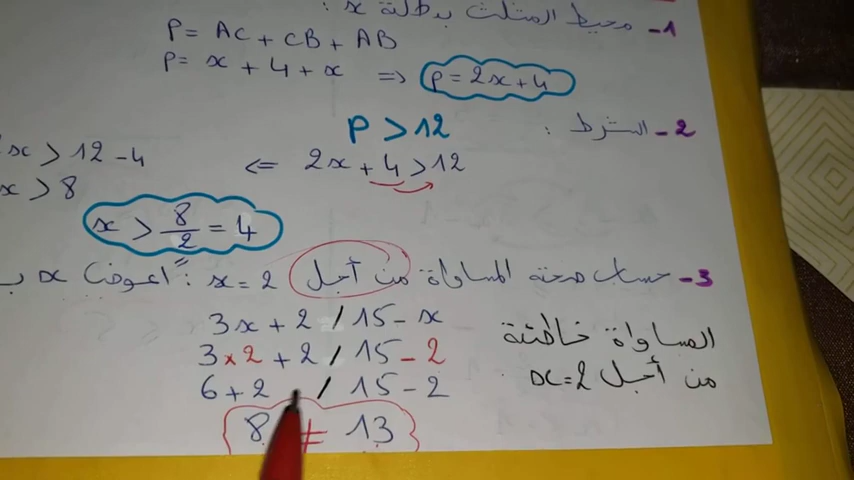 1- محيط المثلث بدلالة x :
P = AC + CB + AB
P = x + 4 + x ⟹ P = 2x+4
2- الشرط : P > 12
2x + 4 > 12 ⟸ x > 12 - 4
x > 8
x > 8/2 = 4
3- حساب صحة المساواة من أجل x = 2 : اعوض x ب
3x + 2 / 15 - x
3 × 2 + 2 / 15 - 2
6 + 2 / 15 - 2
8 ≠ 13
المساواة خاطئة
من أجل x=2